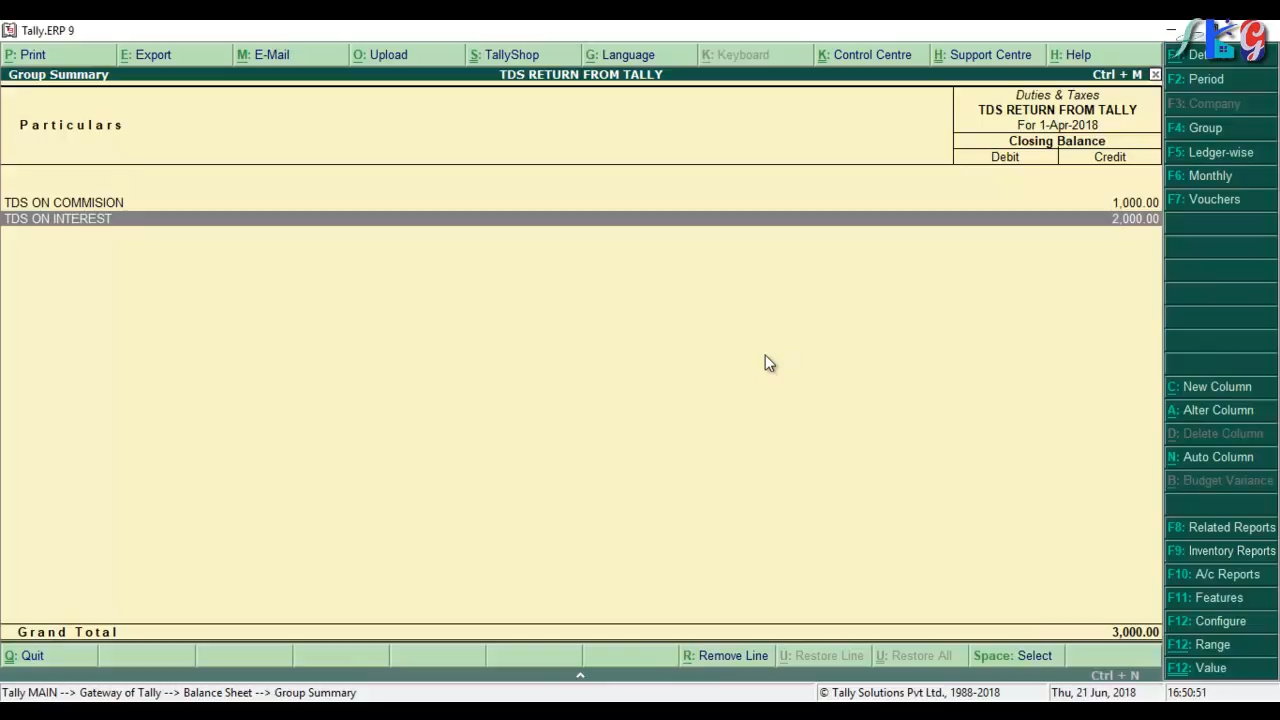 Tally.ERP 9
P: Print E: Export M: E-Mail O: Upload S: TallyShop G: Language K: Keyboard K: Control Centre H: Support Centre H: Help
Group Summary TDS RETURN FROM TALLY Ctrl + M
Particulars
Duties & Taxes
TDS RETURN FROM TALLY
For 1-Apr-2018
Closing Balance
Debit Credit
TDS ON COMMISION 1,000.00
TDS ON INTEREST 2,000.00
Grand Total 3,000.00
F2: Period
F3: Company
F4: Group
F5: Ledger-wise
F6: Monthly
F7: Vouchers
C: New Column
A: Alter Column
D: Delete Column
N: Auto Column
B: Budget Variance
F8: Related Reports
F9: Inventory Reports
F10: A/c Reports
F11: Features
F12: Configure
F12: Range
F12: Value
Q: Quit R: Remove Line U: Restore Line U: Restore All Space: Select
Ctrl + N
Tally MAIN --> Gateway of Tally --> Balance Sheet --> Group Summary © Tally Solutions Pvt Ltd., 1988-2018 Thu, 21 Jun, 2018 16:50:51